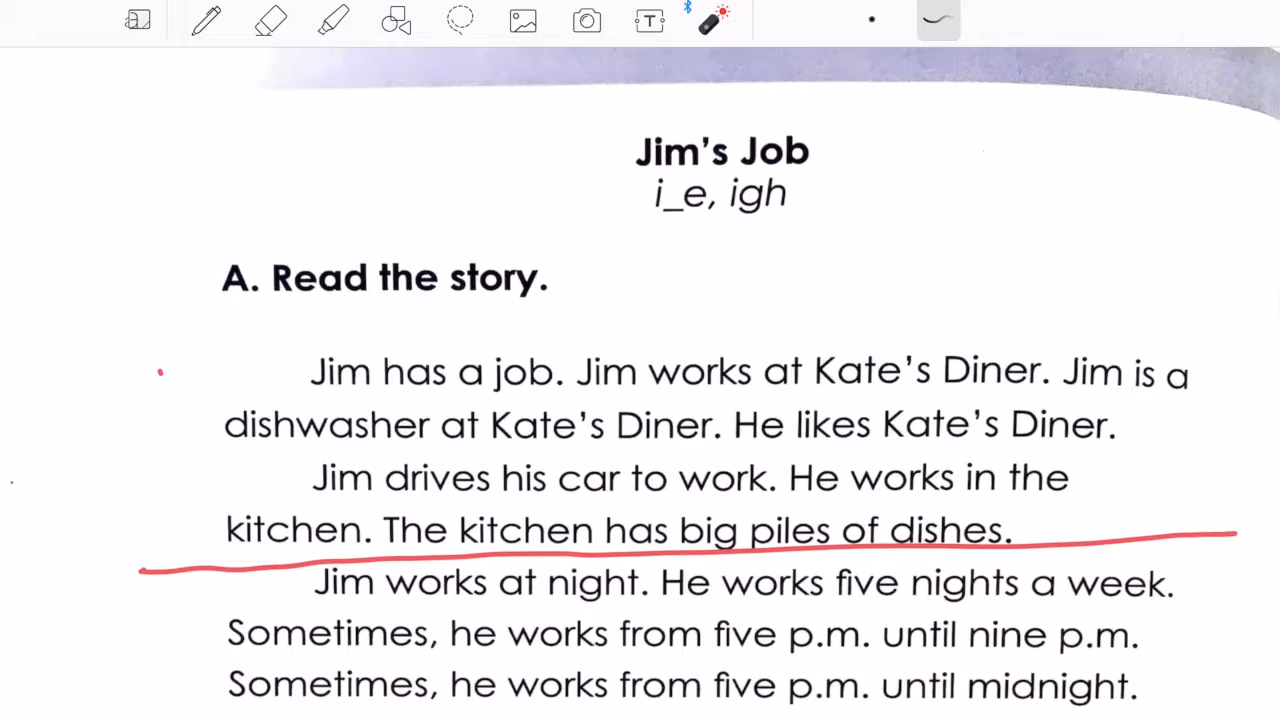 Jim's Job
i_e, igh
A. Read the story.
Jim has a job. Jim works at Kate's Diner. Jim is a
dishwasher at Kate's Diner. He likes Kate's Diner.
Jim drives his car to work. He works in the
kitchen. The kitchen has big piles of dishes.
Jim works at night. He works five nights a week.
Sometimes, he works from five p.m. until nine p.m.
Sometimes, he works from five p.m. until midnight.